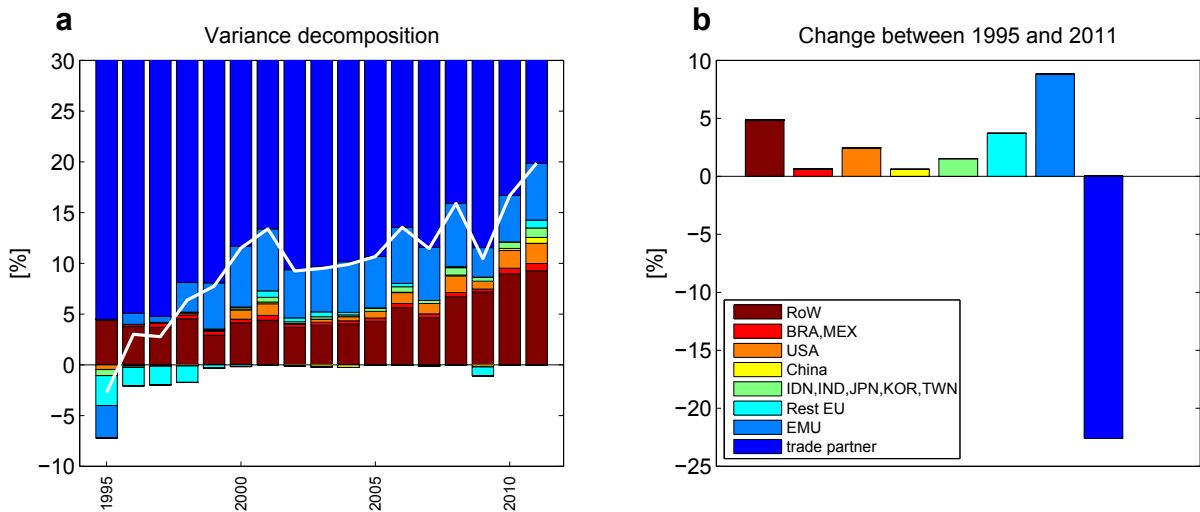 a
Variance decomposition
30
25
20
15
10
5
0
−5
−10
[%]
1995
2000
2005
2010
b
Change between 1995 and 2011
10
5
0
−5
−10
−15
−20
−25
[%]
RoW
BRA,MEX
USA
China
IDN,IND,JPN,KOR,TWN
Rest EU
EMU
trade partner